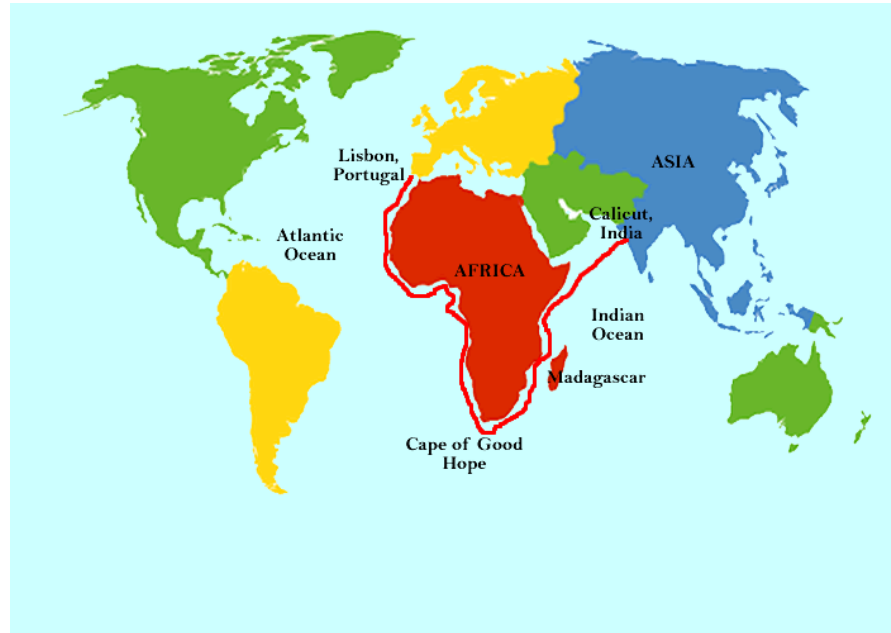 Lisbon,
Portugal
ASIA
Calicut,
India
Atlantic
Ocean
AFRICA
Indian
Ocean
Madagascar
Cape of Good
Hope